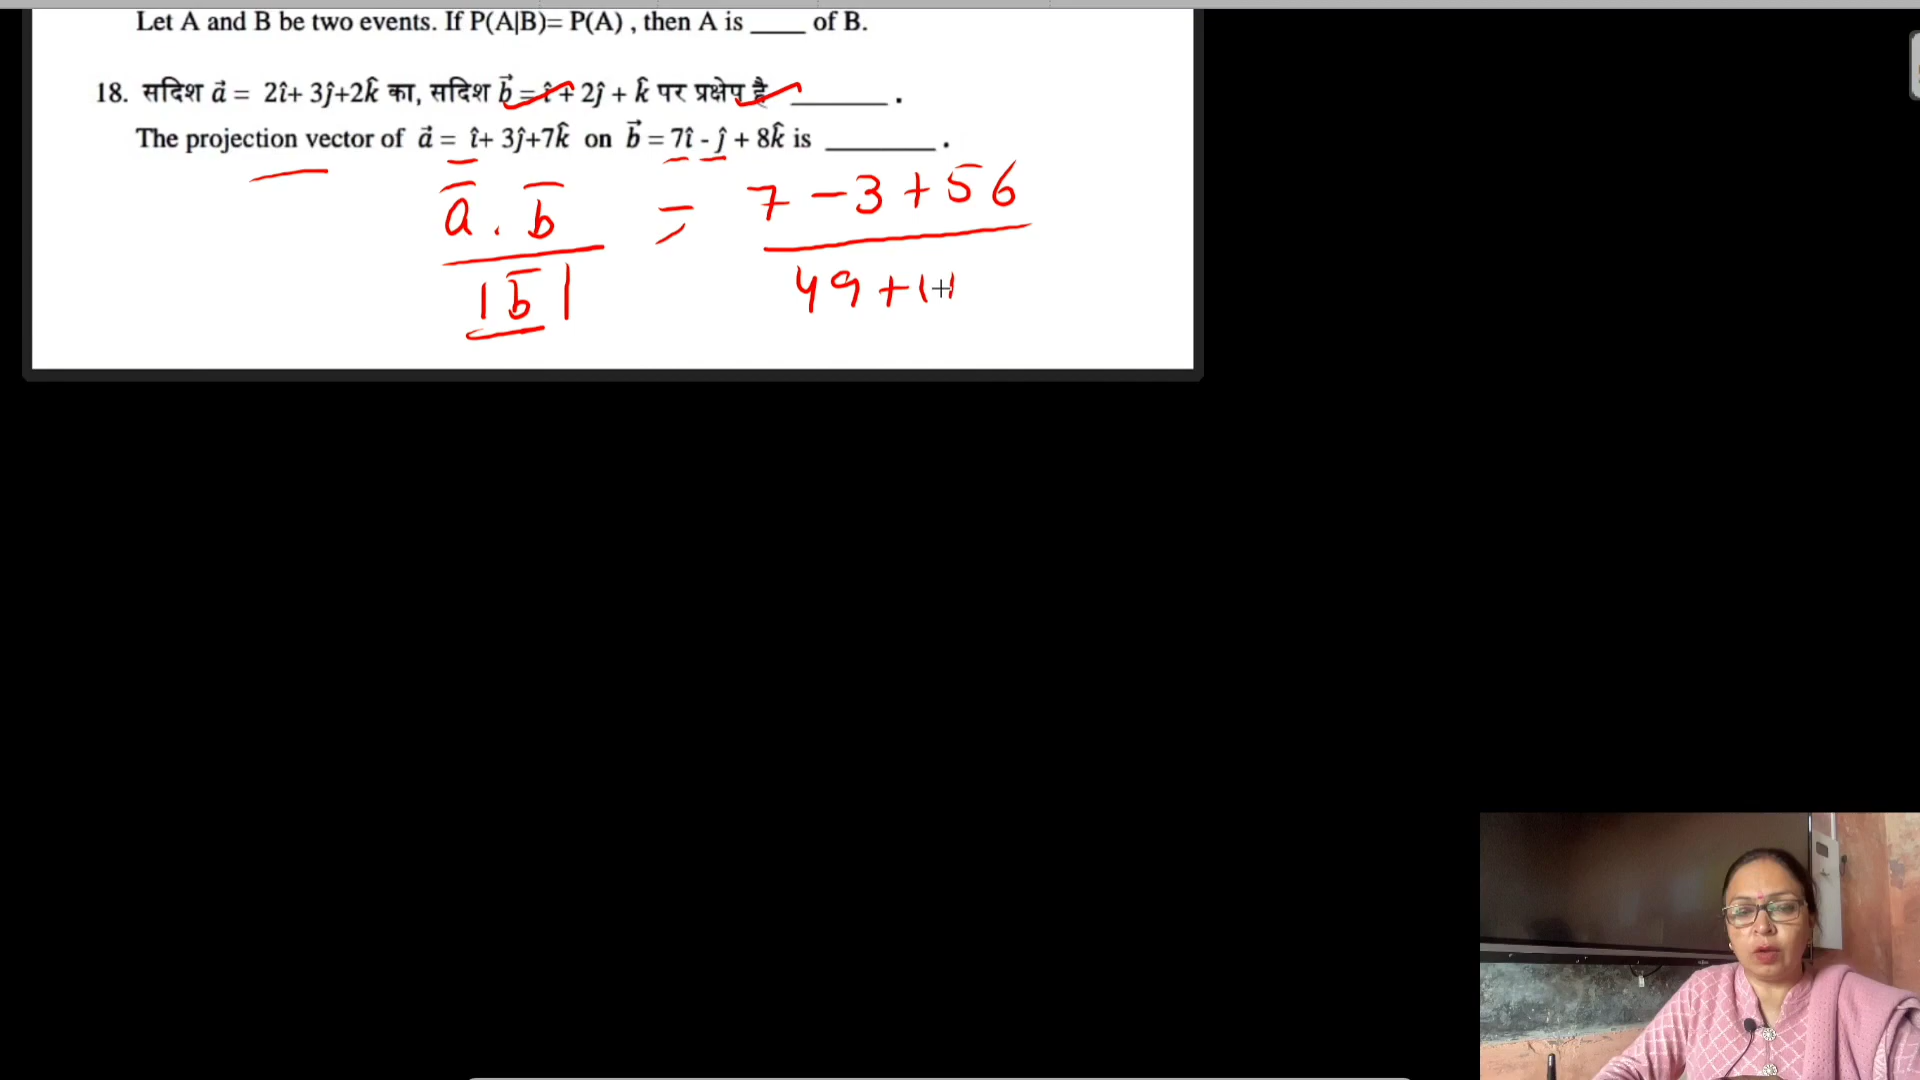 Let A and B be two events. If P(A|B)= P(A) , then A is ____ of B.
18. सदिश a⃗ = 2î+ 3ĵ+2k̂ का, सदिश b⃗ = î + 2ĵ + k̂ पर प्रक्षेप है ________ .
The projection vector of a⃗ = î+ 3ĵ+7k̂ on b⃗ = 7î - ĵ + 8k̂ is _________ .
a̅ . b̅ = 7 – 3 + 56
|b̅| 49 + 1 +